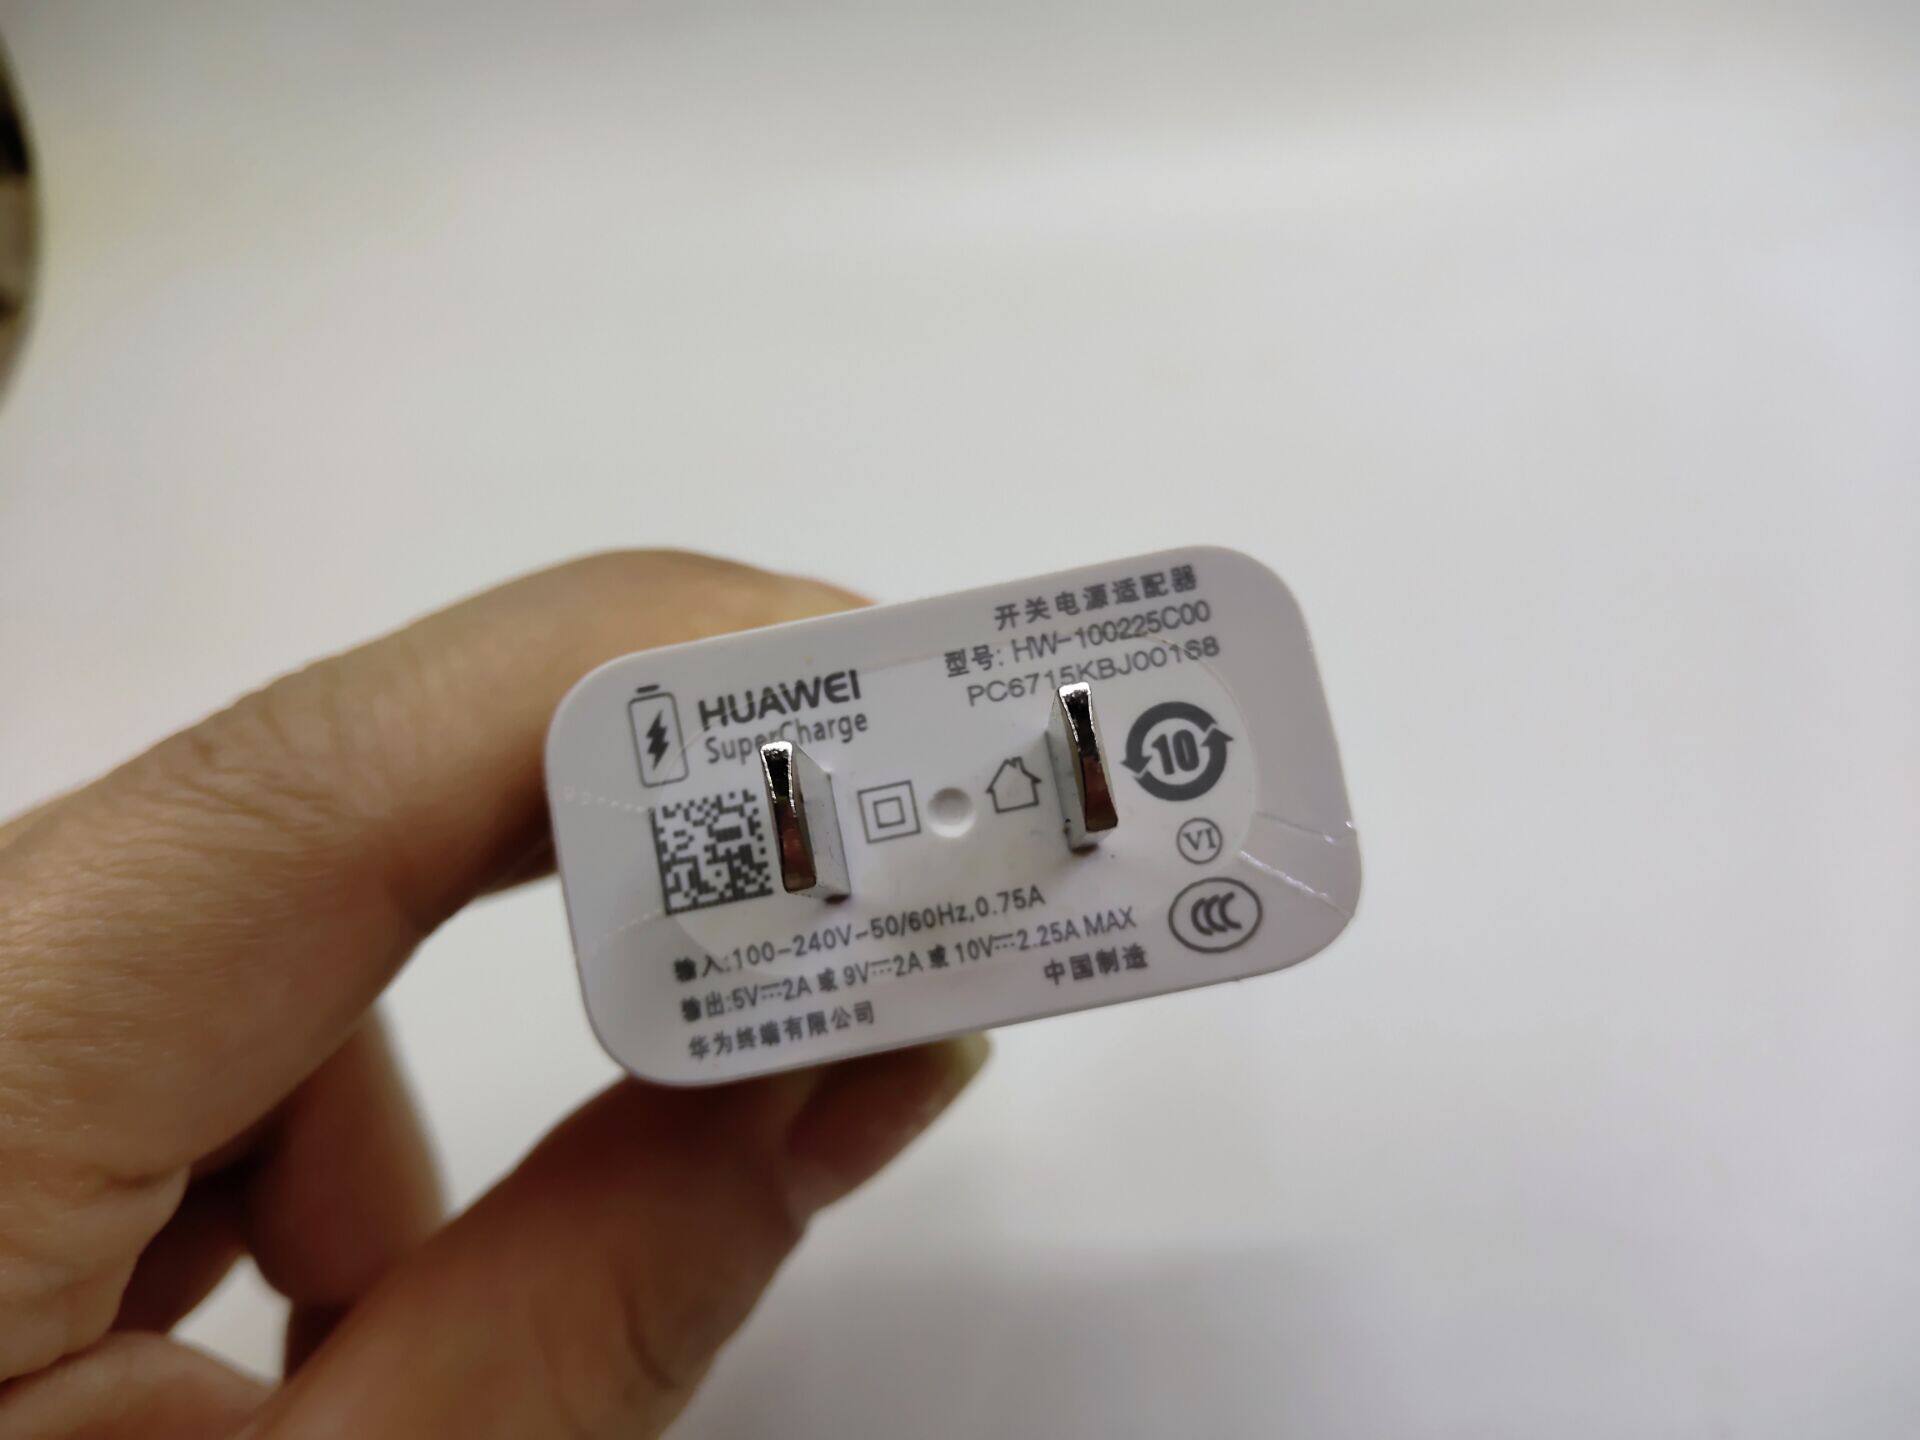 开关电源适配器
型号: HW-100225C00
PC6715KBJ00168
HUAWEI
SuperCharge
10
VI
CCC
输入:100-240V~50/60Hz,0.75A
输出:5V⎓2A 或 9V⎓2A 或 10V⎓2.25A MAX
华为终端有限公司
中国制造